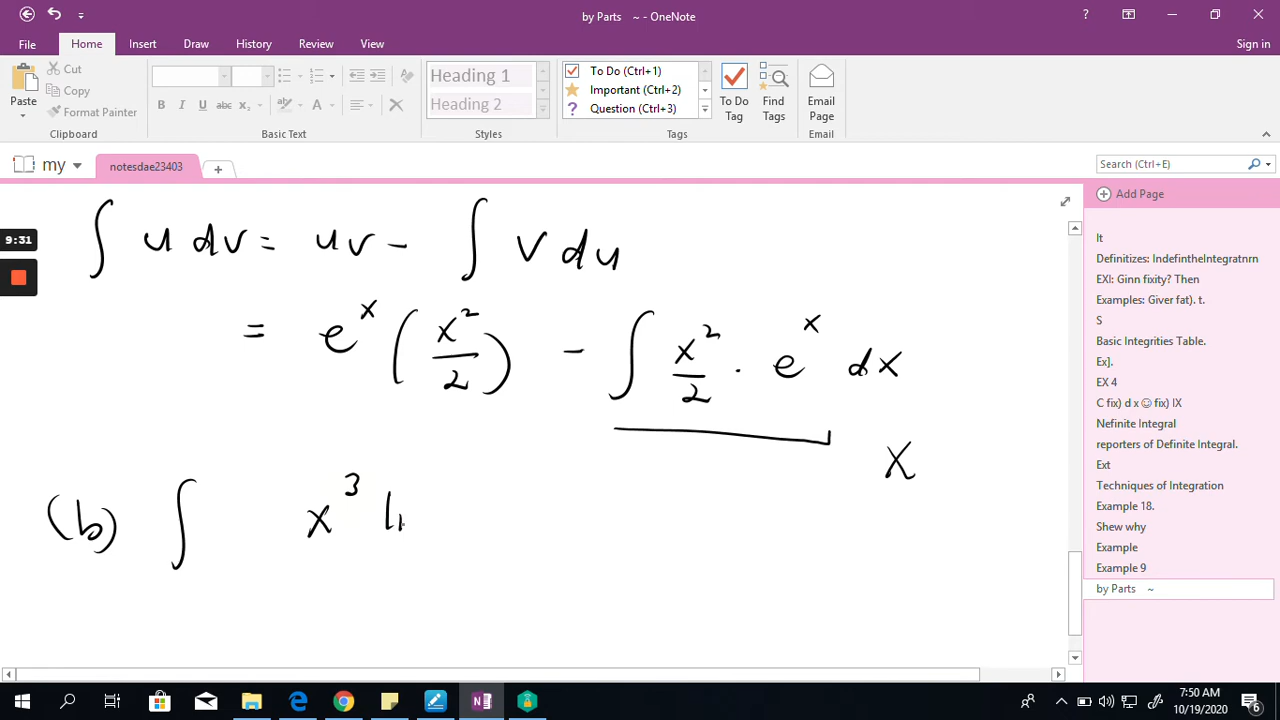 by Parts - OneNote
? 
File Home Insert Draw History Review View Sign in
Paste Cut Copy Format Painter
B I U abc x₂ A
Heading 1
Heading 2
To Do (Ctrl+1)
Important (Ctrl+2)
? Question (Ctrl+3)
To Do Tag
Find Tags
Email Page
Clipboard Basic Text Styles Tags Email
my notesdae23403 + Search (Ctrl+E)
Add Page
9:31
∫ u dv = uv - ∫ v du
= e^x (x^2/2) - ∫ x^2/2 · e^x dx
X
(b) ∫ x^3 l
It
Definitizes: IndefintheIntegratnrn
EXI: Ginn fixity? Then
Examples: Giver fat). t.
S
Basic Integrities Table.
Ex].
EX 4
C fix) d x ☺ fix) IX
Nefinite Integral
reporters of Definite Integral.
Ext
Techniques of Integration
Example 18.
Shew why
Example
Example 9
by Parts ~
7:50 AM
10/19/2020
6